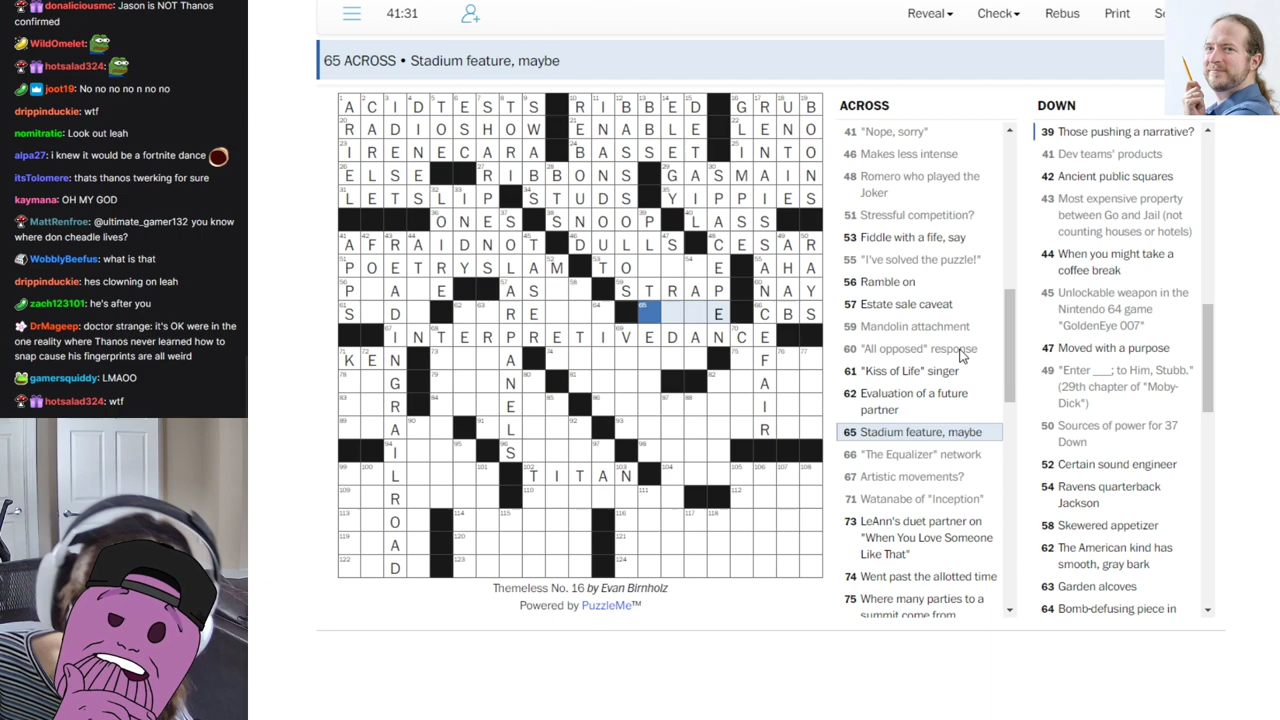 donaliciousmc: Jason is NOT Thanos
confirmed
WildOmelet:
hotsalad324:
joot19: No no no no n no no
drippinduckie: wtf
nomitratic: Look out leah
alpa27: i knew it would be a fortnite dance
itsTolomere: thats thanos twerking for sure
kaymana: OH MY GOD
MattRenfroe: @ultimate_gamer132 you know
where don cheadle lives?
WobblyBeefus: what is that
drippinduckie: hes clowning on leah
zach123101: he's after you
DrMageep: doctor strange: it's OK were in the
one reality where Thanos never learned how to
snap cause his fingerprints are all weird
gamersquiddy: LMAOO
hotsalad324: wtf
41:31
Reveal
Check
Rebus
Print
65 ACROSS • Stadium feature, maybe
A C I D T E S T S R I B B E D G R U B
R A D I O S H O W E N A B L E L E N O
I R E N E C A R A B A S S E T I N T O
E L S E R I B B O N S G A S M A I N
L E T S L I P S T U D S Y I P P I E S
O N E S S N O O P L A S S
A F R A I D N O T D U L L S C E S A R
P O E T R Y S L A M T O E A H A
P A E A S S T R A P N A Y
S D R E E C B S
I N T E R P R E T I V E D A N C E
K E N A F
G N A
R E I
A L R
I S
L T I T A N
R
O
A
D
Themeless No. 16 by Evan Birnholz
Powered by PuzzleMe™
ACROSS
41 "Nope, sorry"
46 Makes less intense
48 Romero who played the
Joker
51 Stressful competition?
53 Fiddle with a fife, say
55 "I've solved the puzzle!"
56 Ramble on
57 Estate sale caveat
59 Mandolin attachment
60 "All opposed" response
61 "Kiss of Life" singer
62 Evaluation of a future
partner
65 Stadium feature, maybe
66 "The Equalizer" network
67 Artistic movements?
71 Watanabe of "Inception"
73 LeAnn's duet partner on
"When You Love Someone
Like That"
74 Went past the allotted time
75 Where many parties to a
summit come from
DOWN
39 Those pushing a narrative?
41 Dev teams' products
42 Ancient public squares
43 Most expensive property
between Go and Jail (not
counting houses or hotels)
44 When you might take a
coffee break
45 Unlockable weapon in the
Nintendo 64 game
"GoldenEye 007"
47 Moved with a purpose
49 "Enter ___; to Him, Stubb."
(29th chapter of "Moby-
Dick")
50 Sources of power for 37
Down
52 Certain sound engineer
54 Ravens quarterback
Jackson
58 Skewered appetizer
62 The American kind has
smooth, gray bark
63 Garden alcoves
64 Bomb-defusing piece in